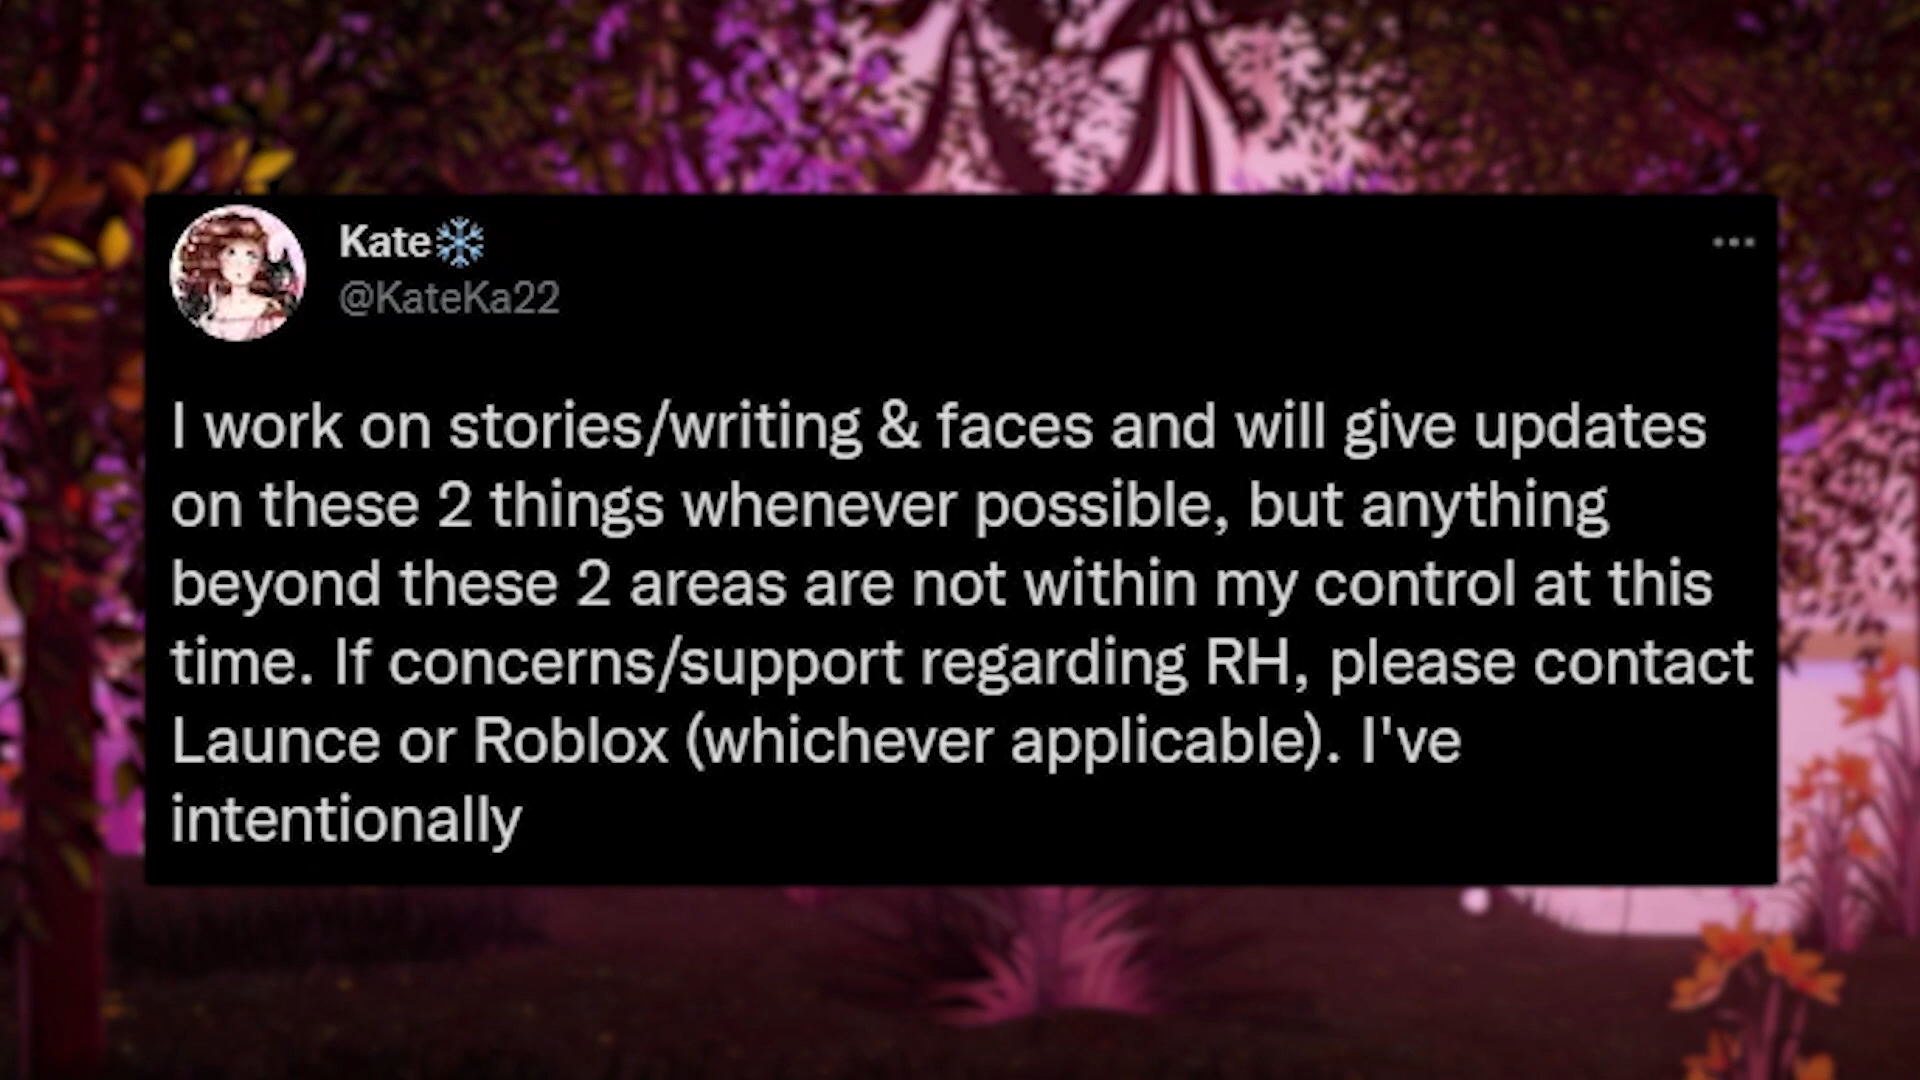 Kate❄️
@KateKa22
I work on stories/writing & faces and will give updates
on these 2 things whenever possible, but anything
beyond these 2 areas are not within my control at this
time. If concerns/support regarding RH, please contact
Launce or Roblox (whichever applicable). I've
intentionally